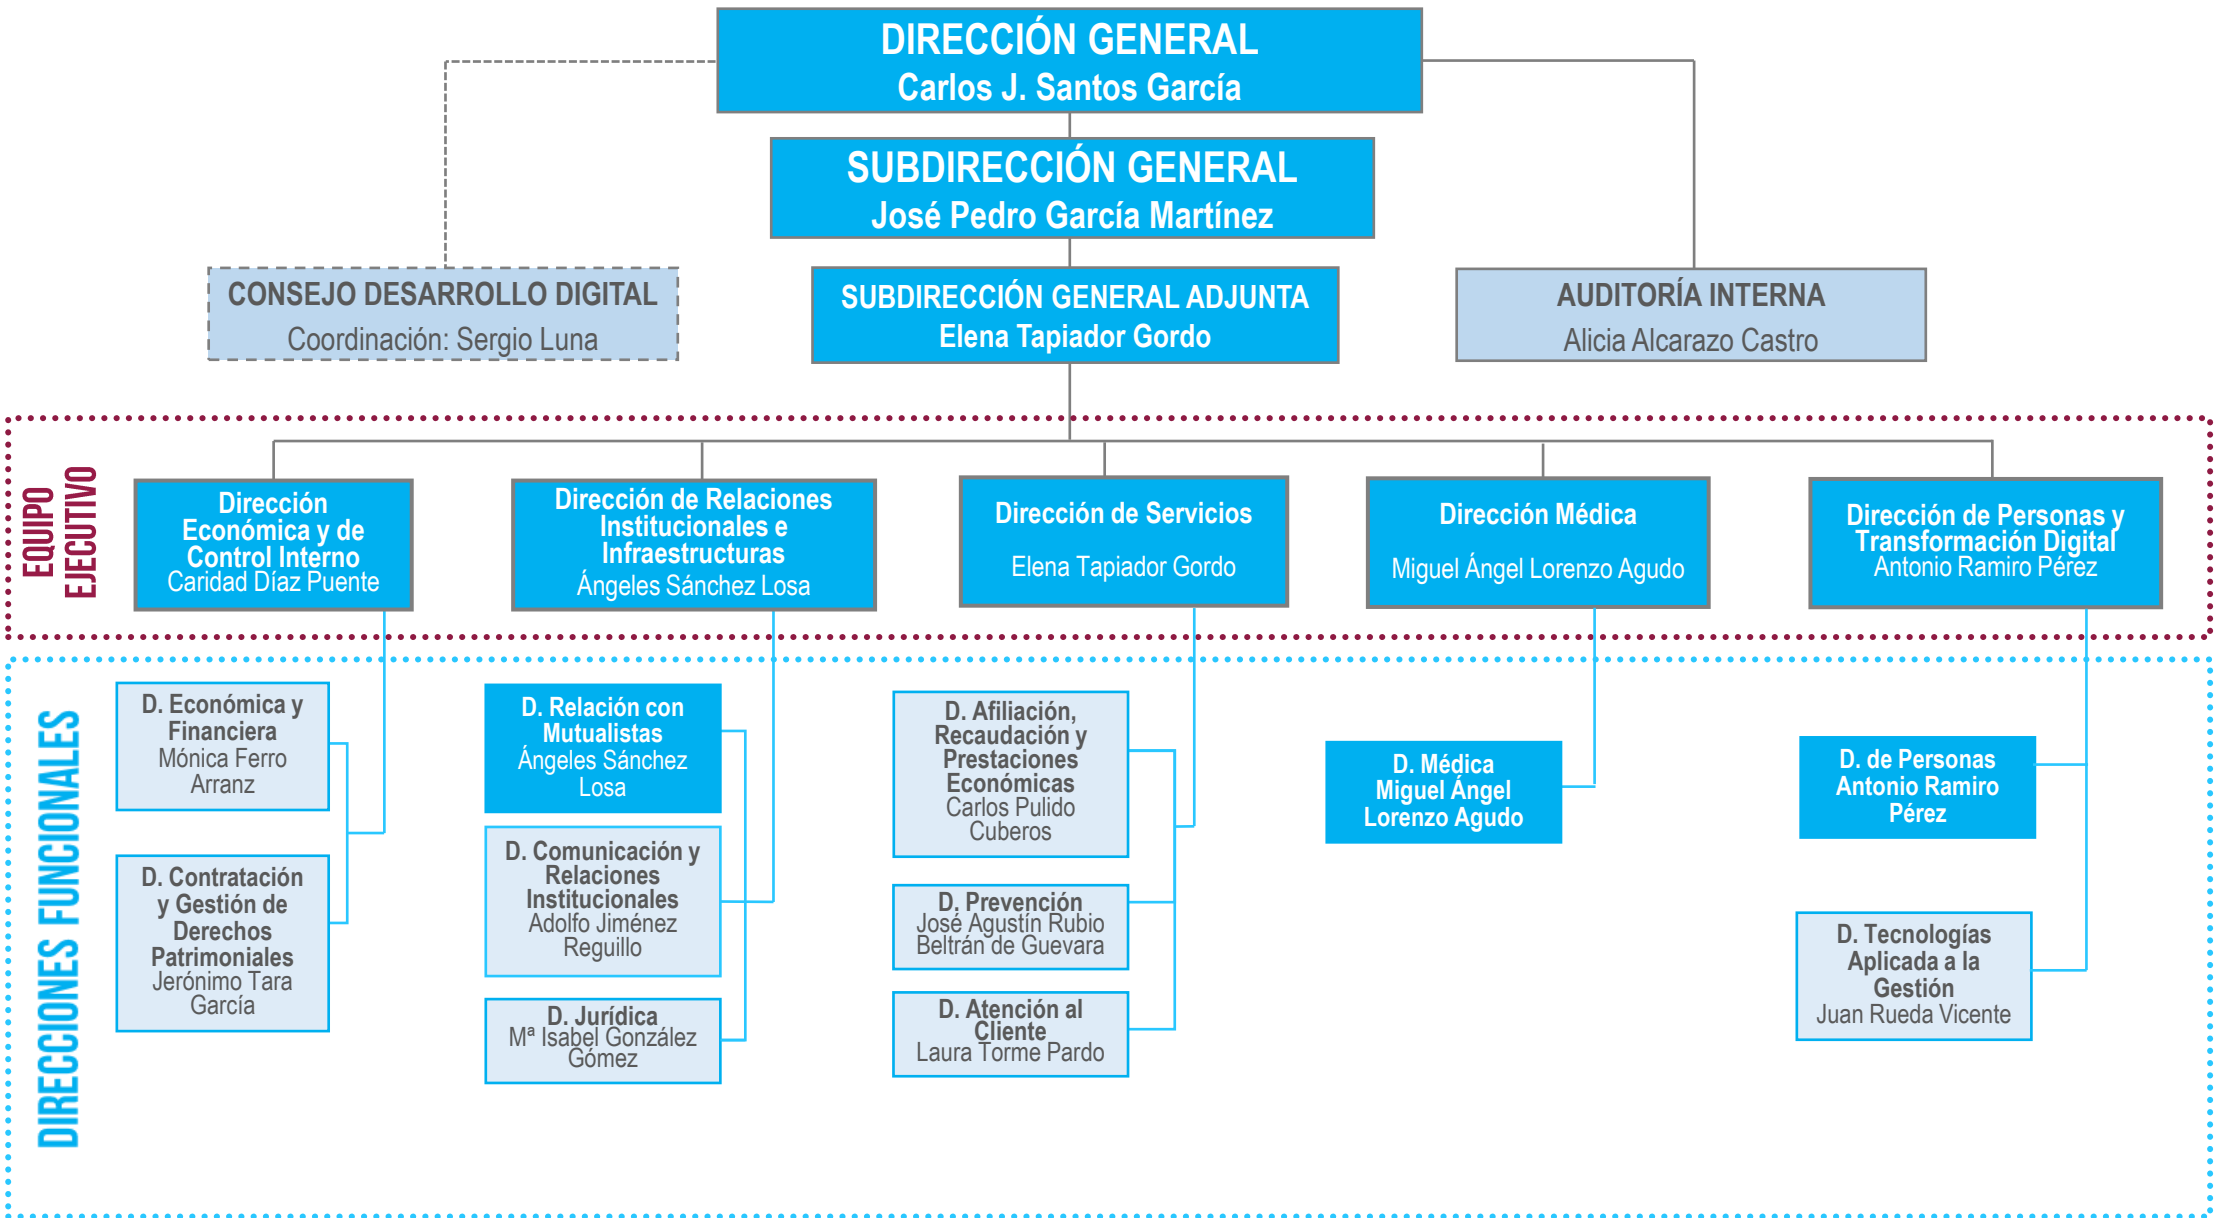 DIRECCIÓN GENERAL
Carlos J. Santos García
SUBDIRECCIÓN GENERAL
José Pedro García Martínez
CONSEJO DESARROLLO DIGITAL
Coordinación: Sergio Luna
SUBDIRECCIÓN GENERAL ADJUNTA
Elena Tapiador Gordo
AUDITORÍA INTERNA
Alicia Alcarazo Castro
EQUIPO
EJECUTIVO
Dirección
Económica y de
Control Interno
Caridad Díaz Puente
Dirección de Relaciones
Institucionales e
Infraestructuras
Ángeles Sánchez Losa
Dirección de Servicios
Elena Tapiador Gordo
Dirección Médica
Miguel Ángel Lorenzo Agudo
Dirección de Personas y
Transformación Digital
Antonio Ramiro Pérez
DIRECCIONES FUNCIONALES
D. Económica y
Financiera
Mónica Ferro
Arranz
D. Contratación
y Gestión de
Derechos
Patrimoniales
Jerónimo Tara
García
D. Relación con
Mutualistas
Ángeles Sánchez
Losa
D. Comunicación y
Relaciones
Institucionales
Adolfo Jiménez
Reguillo
D. Jurídica
Mª Isabel González
Gómez
D. Afiliación,
Recaudación y
Prestaciones
Económicas
Carlos Pulido
Cuberos
D. Prevención
José Agustín Rubio
Beltrán de Guevara
D. Atención al
Cliente
Laura Torme Pardo
D. Médica
Miguel Ángel
Lorenzo Agudo
D. de Personas
Antonio Ramiro
Pérez
D. Tecnologías
Aplicada a la
Gestión
Juan Rueda Vicente